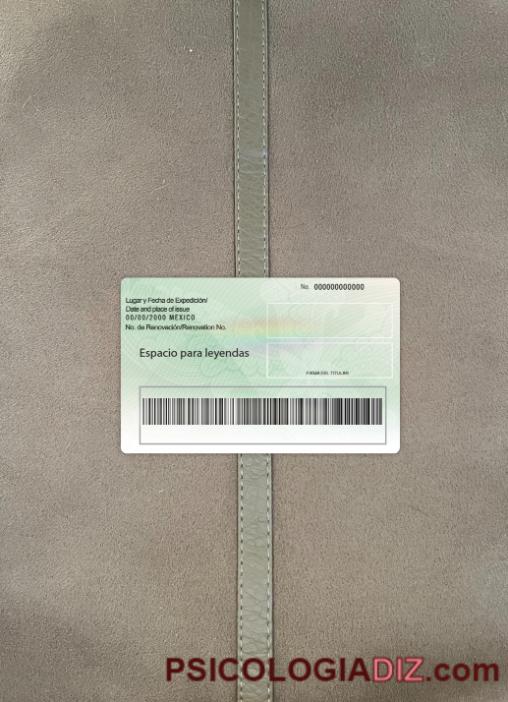 No. 000000000000
Lugar y Fecha de Expedición/
Date and place of issue
00/00/2000 MÉXICO
No. de Renovación/Renovation No.
Espacio para leyendas
FIRMA DEL TITULAR
PSICOLOGIADIZ.com